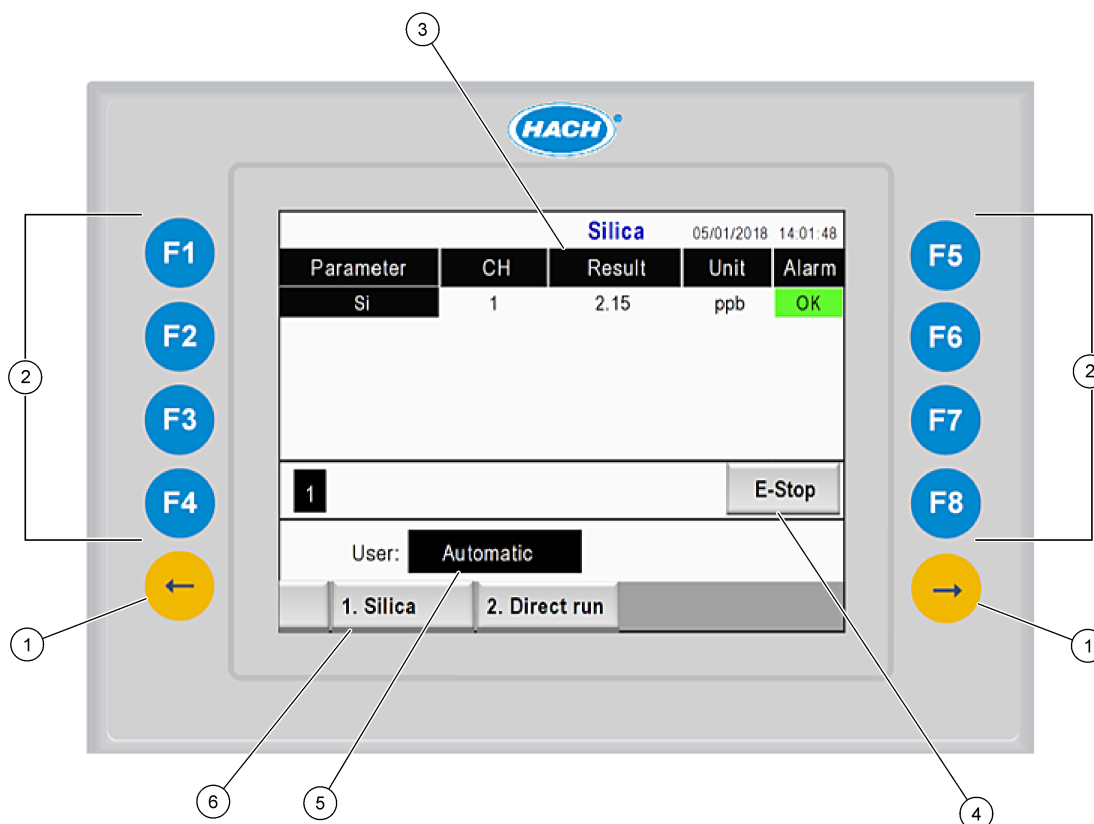 3
HACH
Silica 05/01/2018 14:01:48
Parameter CH Result Unit Alarm
Si 1 2.15 ppb OK
F1
F2
F3
F4
←
F5
F6
F7
F8
→
2
2
1 E-Stop
User: Automatic
1. Silica 2. Direct run
1
1
6
5
4